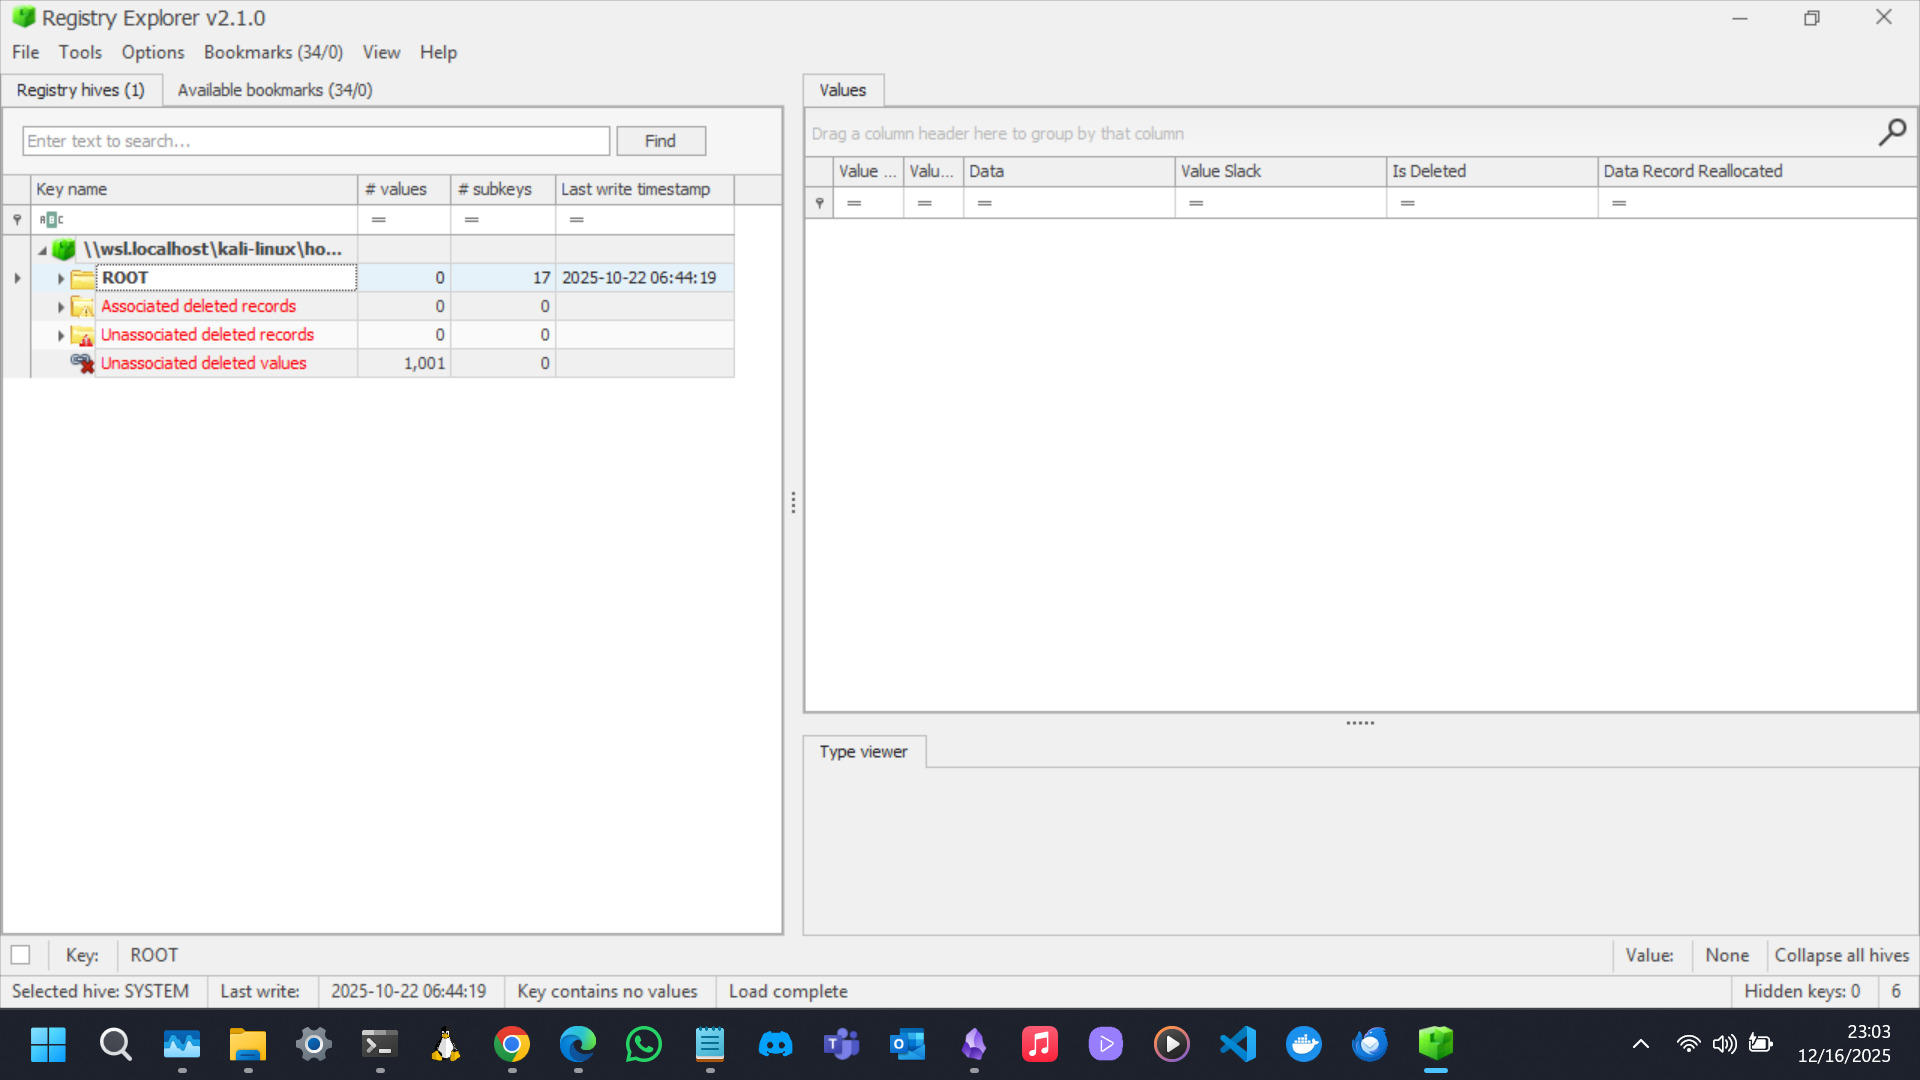 Registry Explorer v2.1.0
File Tools Options Bookmarks (34/0) View Help
Registry hives (1) Available bookmarks (34/0)
Enter text to search... Find
Key name # values # subkeys Last write timestamp
ABC = = =
\\wsl.localhost\kali-linux\ho...
ROOT 0 17 2025-10-22 06:44:19
Associated deleted records 0 0
Unassociated deleted records 0 0
Unassociated deleted values 1,001 0
Values
Drag a column header here to group by that column
Value ... Valu... Data Value Slack Is Deleted Data Record Reallocated
= = = = = =
Type viewer
Key: ROOT Value: None Collapse all hives
Selected hive: SYSTEM Last write: 2025-10-22 06:44:19 Key contains no values Load complete Hidden keys: 0 6
23:03
12/16/2025